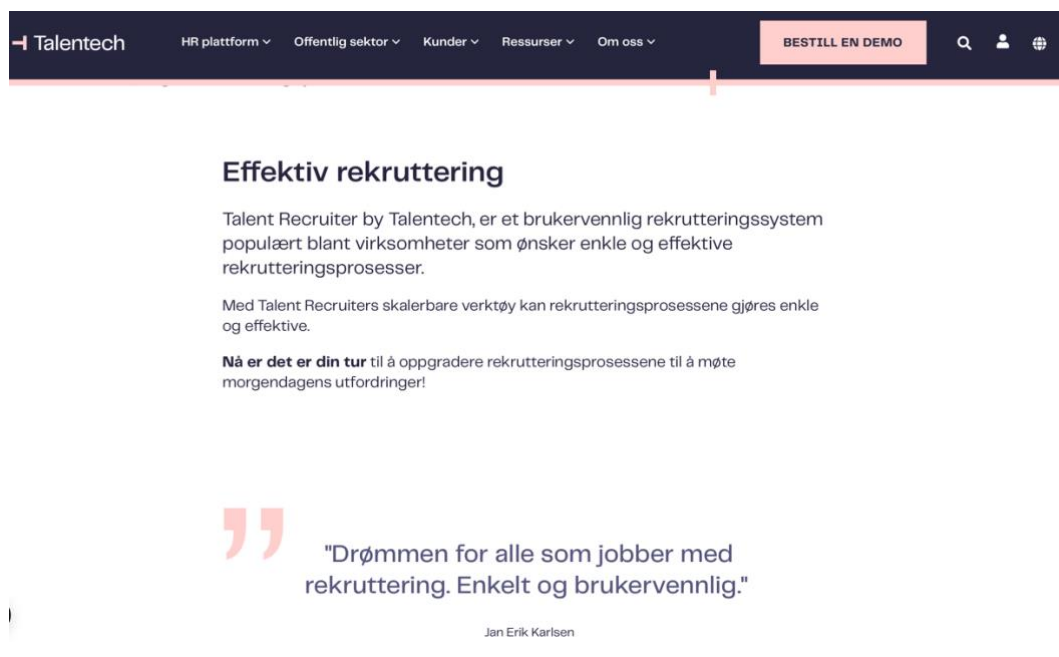 Talentech
HR plattform
Offentlig sektor
Kunder
Ressurser
Om oss
BESTILL EN DEMO
Effektiv rekruttering
Talent Recruiter by Talentech, er et brukervennlig rekrutteringssystem
populært blant virksomheter som ønsker enkle og effektive
rekrutteringsprosesser.
Med Talent Recruiters skalerbare verktøy kan rekrutteringsprosessene gjøres enkle
og effektive.
Nå er det er din tur til å oppgradere rekrutteringsprosessene til å møte
morgendagens utfordringer!
"Drømmen for alle som jobber med
rekruttering. Enkelt og brukervennlig."
Jan Erik Karlsen